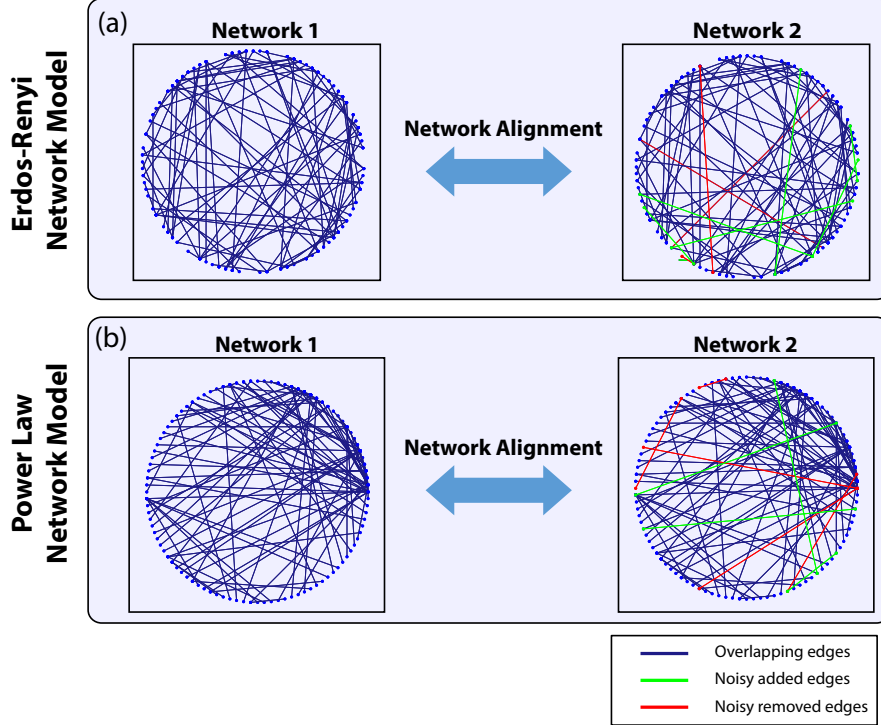 (a)
Network 1
Network 2
Erdos-Renyi
Network Model
Network Alignment
(b)
Network 1
Network 2
Power Law
Network Model
Network Alignment
Overlapping edges
Noisy added edges
Noisy removed edges